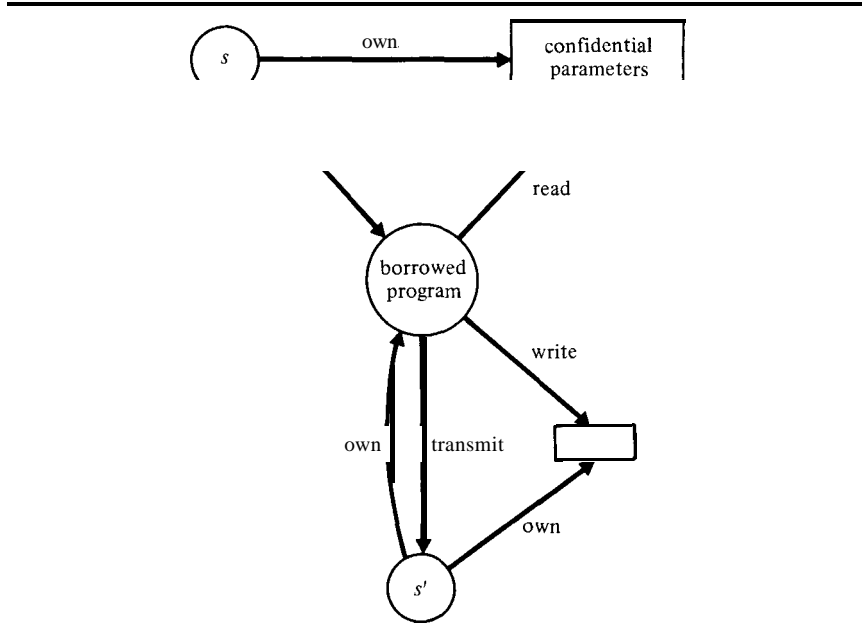 s
own
confidential
parameters
read
borrowed
program
write
own
transmit
own
s'